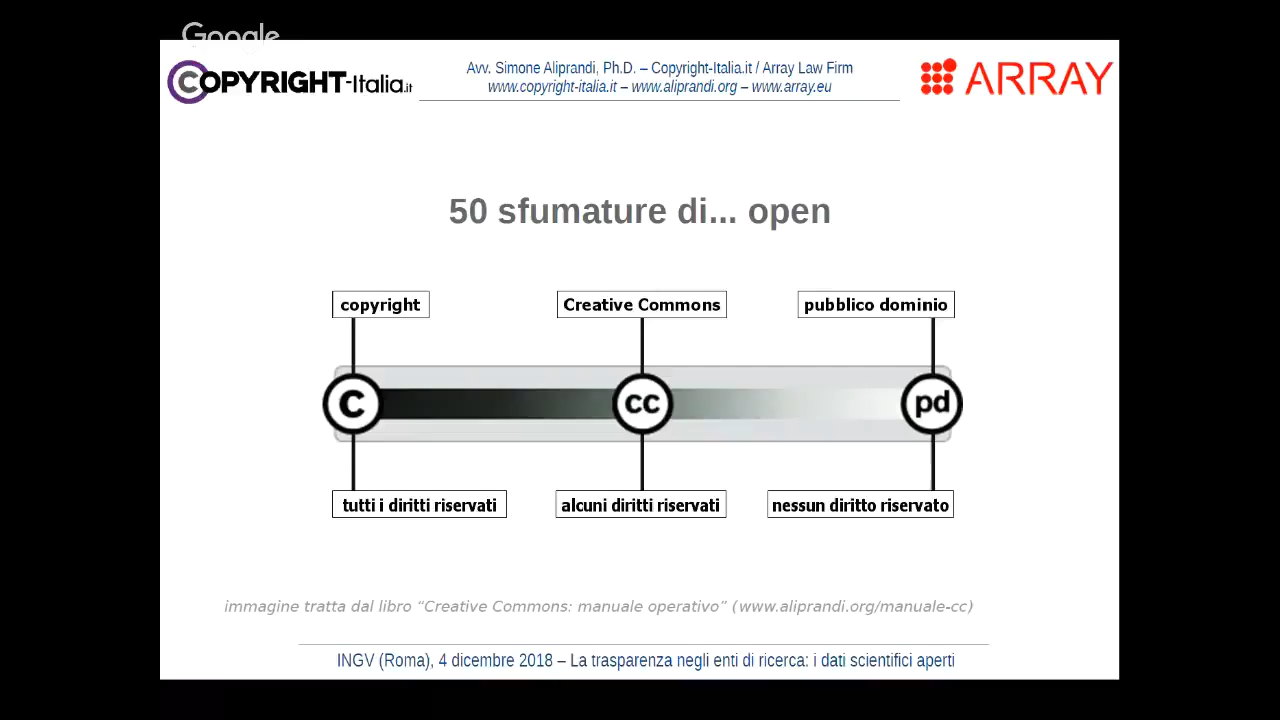 Google
COPYRIGHT-Italia.it
Avv. Simone Aliprandi, Ph.D. – Copyright-Italia.it / Array Law Firm
www.copyright-italia.it – www.aliprandi.org – www.array.eu
ARRAY
50 sfumature di... open
copyright
Creative Commons
pubblico dominio
C
cc
pd
tutti i diritti riservati
alcuni diritti riservati
nessun diritto riservato
immagine tratta dal libro “Creative Commons: manuale operativo” (www.aliprandi.org/manuale-cc)
INGV (Roma), 4 dicembre 2018 – La trasparenza negli enti di ricerca: i dati scientifici aperti